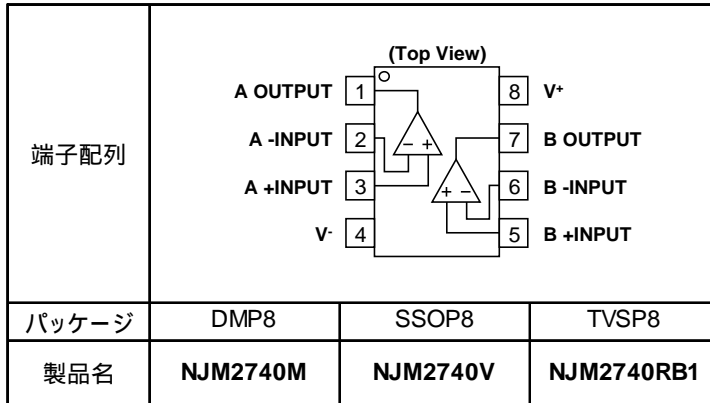 端子配列
(Top View)
A OUTPUT 1 8 V+
A -INPUT 2 - + 7 B OUTPUT
A +INPUT 3 + - 6 B -INPUT
V- 4 5 B +INPUT
パッケージ DMP8 SSOP8 TVSP8
製品名 NJM2740M NJM2740V NJM2740RB1